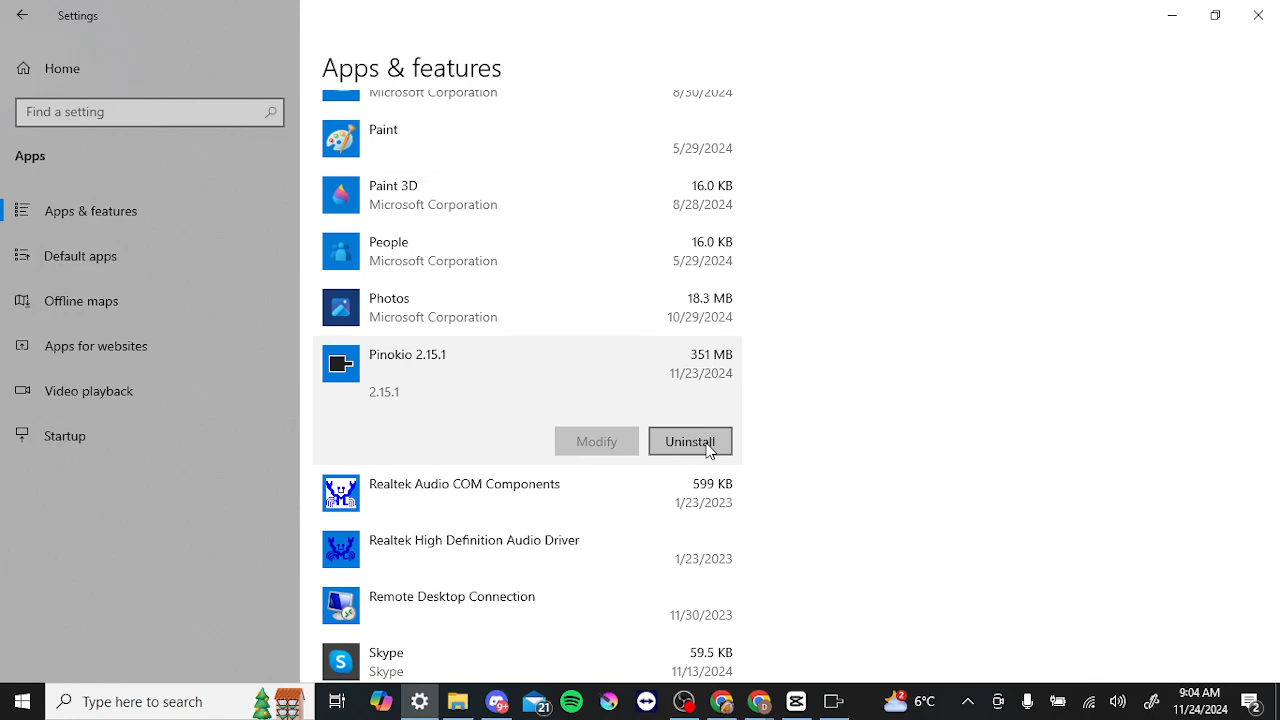 Settings
Home
Find a setting
Apps
Apps & features
Default apps
Offline maps
Apps for websites
Video playback
Startup
Apps & features
Microsoft Corporation 8/30/2024
Paint
5/29/2024
Paint 3D 16.0 KB
Microsoft Corporation 8/28/2024
People 16.0 KB
Microsoft Corporation 5/29/2024
Photos 18.3 MB
Microsoft Corporation 10/29/2024
Pinokio 2.15.1 351 MB
11/23/2024
2.15.1
Modify Uninstall
Realtek Audio COM Components 599 KB
1/23/2023
Realtek High Definition Audio Driver
1/23/2023
Remote Desktop Connection
11/30/2023
Skype 59.5 KB
Skype 11/13/2024
Type here to search
9+
21
2
6°C
9:04 AM
11/24/2024
2